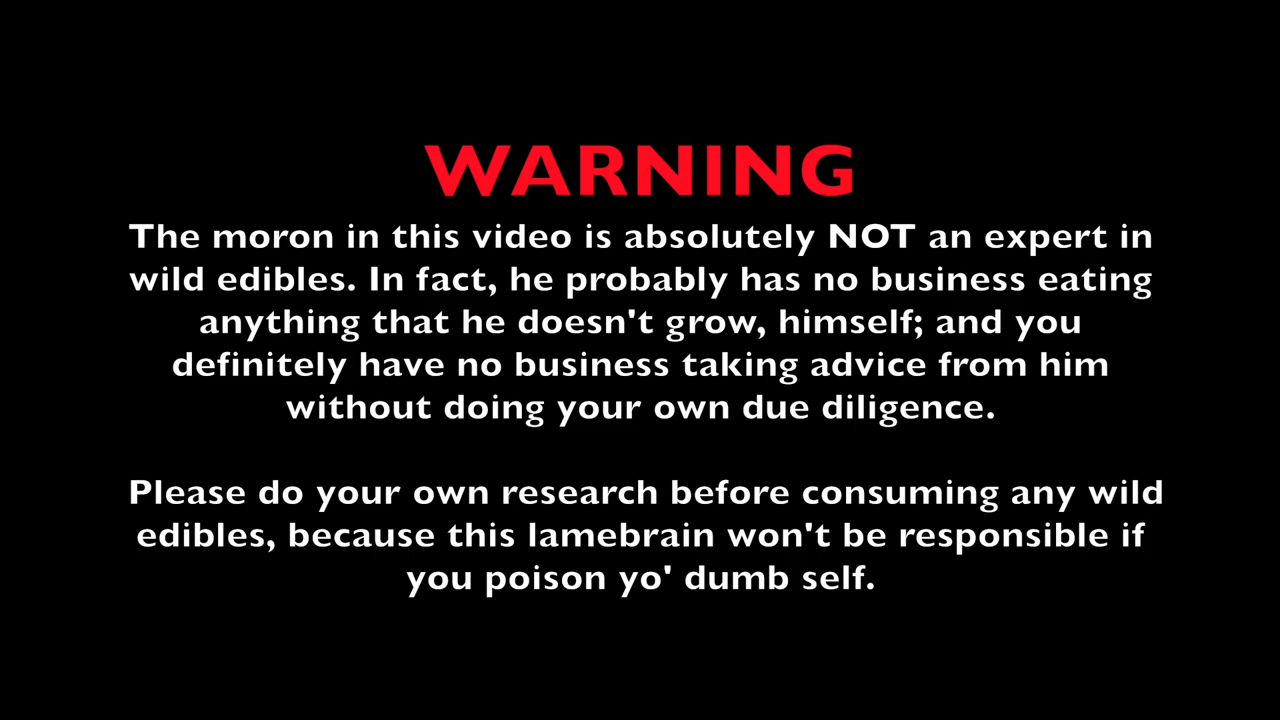 WARNING
The moron in this video is absolutely NOT an expert in
wild edibles. In fact, he probably has no business eating
anything that he doesn't grow, himself; and you
definitely have no business taking advice from him
without doing your own due diligence.
Please do your own research before consuming any wild
edibles, because this lamebrain won't be responsible if
you poison yo' dumb self.